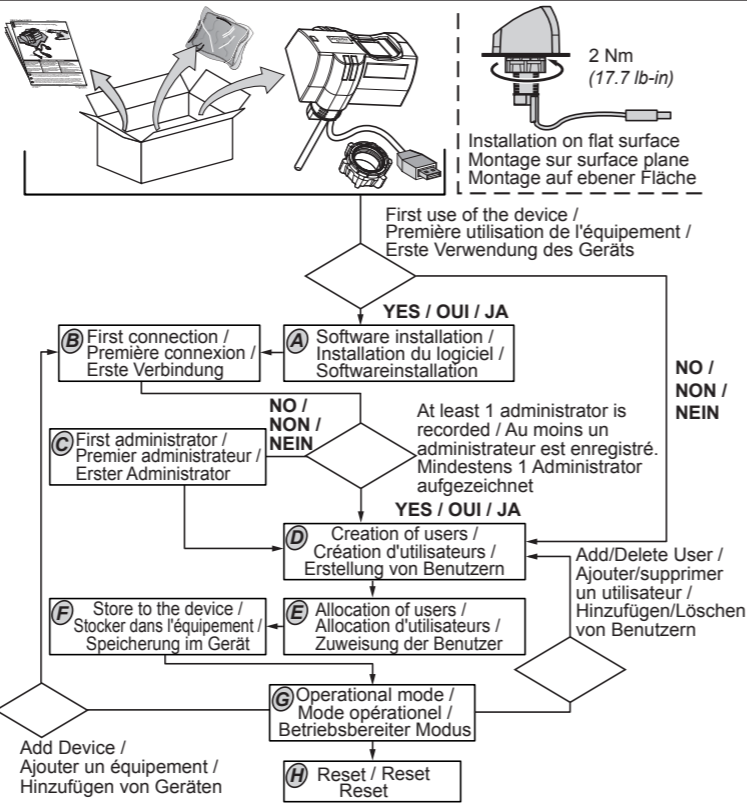 2 Nm
(17.7 lb-in)
Installation on flat surface
Montage sur surface plane
Montage auf ebener Fläche
First use of the device /
Première utilisation de l'équipement /
Erste Verwendung des Geräts
YES / OUI / JA
NO /
NON /
NEIN
A Software installation /
Installation du logiciel /
Softwareinstallation
B First connection /
Première connexion /
Erste Verbindung
NO /
NON /
NEIN
At least 1 administrator is
recorded / Au moins un
administrateur est enregistré.
Mindestens 1 Administrator
aufgezeichnet
C First administrator /
Premier administrateur /
Erster Administrator
YES / OUI / JA
D Creation of users /
Création d'utilisateurs /
Erstellung von Benutzern
Add/Delete User /
Ajouter/supprimer
un utilisateur /
Hinzufügen/Löschen
von Benutzern
E Allocation of users /
Allocation d'utilisateurs /
Zuweisung der Benutzer
F Store to the device /
Stocker dans l'équipement /
Speicherung im Gerät
G Operational mode /
Mode opérationel /
Betriebsbereiter Modus
Add Device /
Ajouter un équipement /
Hinzufügen von Geräten
H Reset / Reset
Reset